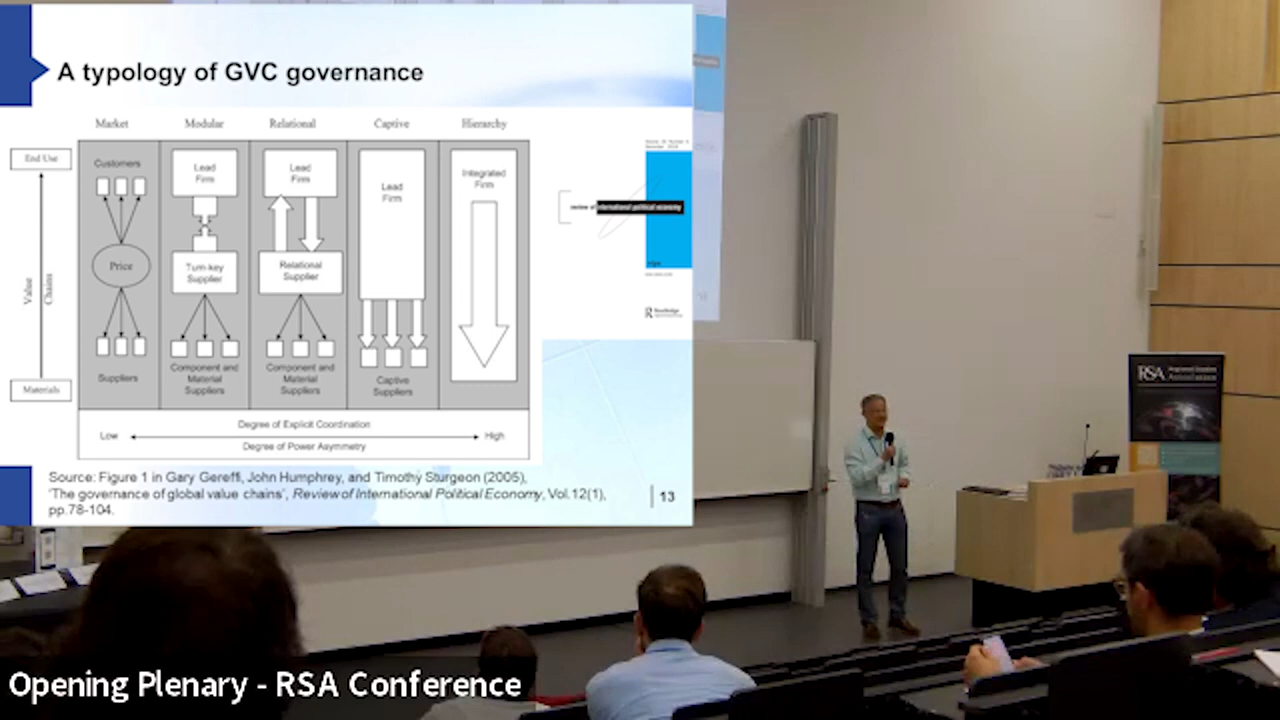 A typology of GVC governance
Market
Modular
Relational
Captive
Hierarchy
End Use
Value
Chains
Materials
Customers
Price
Suppliers
Lead
Firm
Turn-key
Supplier
Component and
Material
Suppliers
Lead
Firm
Relational
Supplier
Component and
Material
Suppliers
Lead
Firm
Captive
Suppliers
Integrated
Firm
Degree of Explicit Coordination
Low
High
Degree of Power Asymmetry
review of international political economy
Routledge
Source: Figure 1 in Gary Gereffi, John Humphrey, and Timothy Sturgeon (2005),
'The governance of global value chains', Review of International Political Economy, Vol.12(1),
pp.78-104.
13
RSA
Association
Opening Plenary - RSA Conference